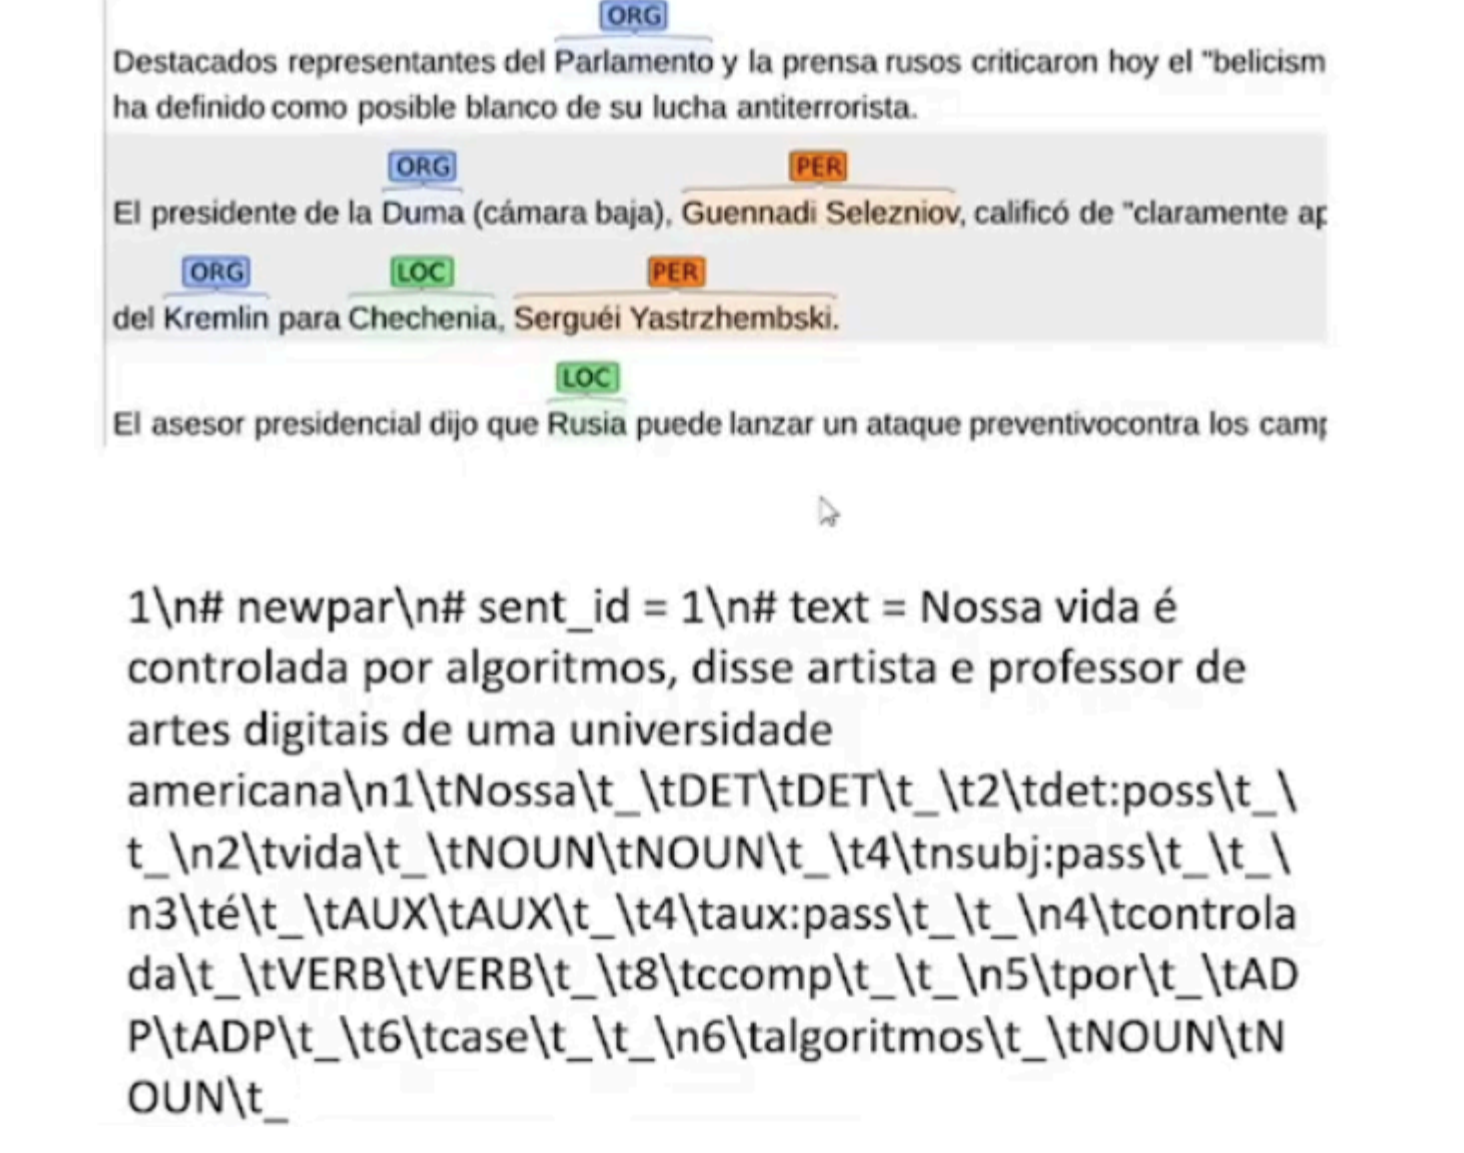 ORG
Destacados representantes del Parlamento y la prensa rusos criticaron hoy el "belicism
ha definido como posible blanco de su lucha antiterrorista.
ORG PER
El presidente de la Duma (cámara baja), Guennadi Selezniov, calificó de "claramente ap
ORG LOC PER
del Kremlin para Chechenia, Serguéi Yastrzhembski.
LOC
El asesor presidencial dijo que Rusia puede lanzar un ataque preventivocontra los camp
1\n# newpar\n# sent_id = 1\n# text = Nossa vida é
controlada por algoritmos, disse artista e professor de
artes digitais de uma universidade
americana\n1\tNossa\t_\tDET\tDET\t_\t2\tdet:poss\t_\
t_\n2\tvida\t_\tNOUN\tNOUN\t_\t4\tnsubj:pass\t_\t_\
n3\té\t_\tAUX\tAUX\t_\t4\taux:pass\t_\t_\n4\tcontrola
da\t_\tVERB\tVERB\t_\t8\tccomp\t_\t_\n5\tpor\t_\tAD
P\tADP\t_\t6\tcase\t_\t_\n6\talgoritmos\t_\tNOUN\tN
OUN\t_